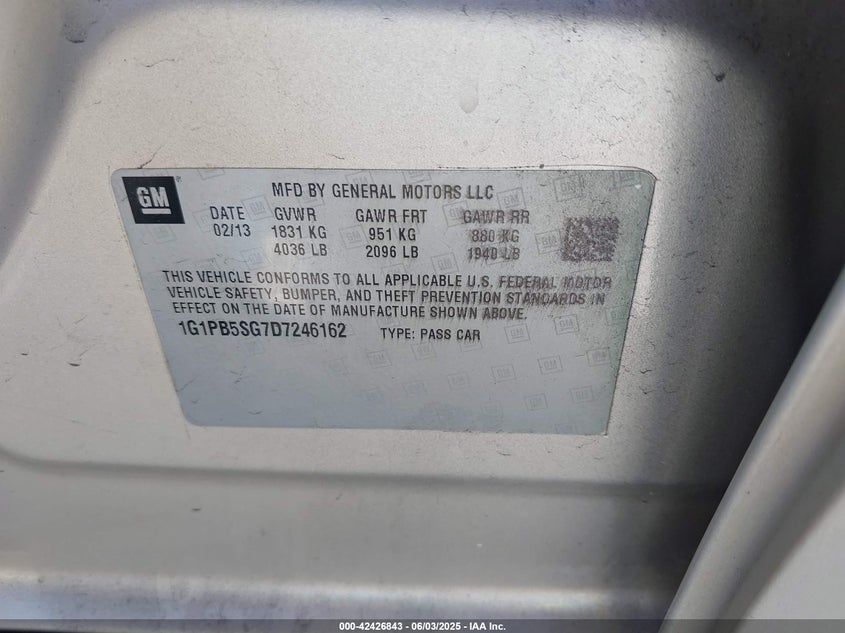 GM
MFD BY GENERAL MOTORS LLC
DATE GVWR GAWR FRT GAWR RR
02/13 1831 KG 951 KG 880 KG
4036 LB 2096 LB 1940 LB
THIS VEHICLE CONFORMS TO ALL APPLICABLE U.S. FEDERAL MOTOR
VEHICLE SAFETY, BUMPER, AND THEFT PREVENTION STANDARDS IN
EFFECT ON THE DATE OF MANUFACTURE SHOWN ABOVE.
1G1PB5SG7D7246162 TYPE: PASS CAR
000-42426843 / 06/03/2025 - IAA Inc.